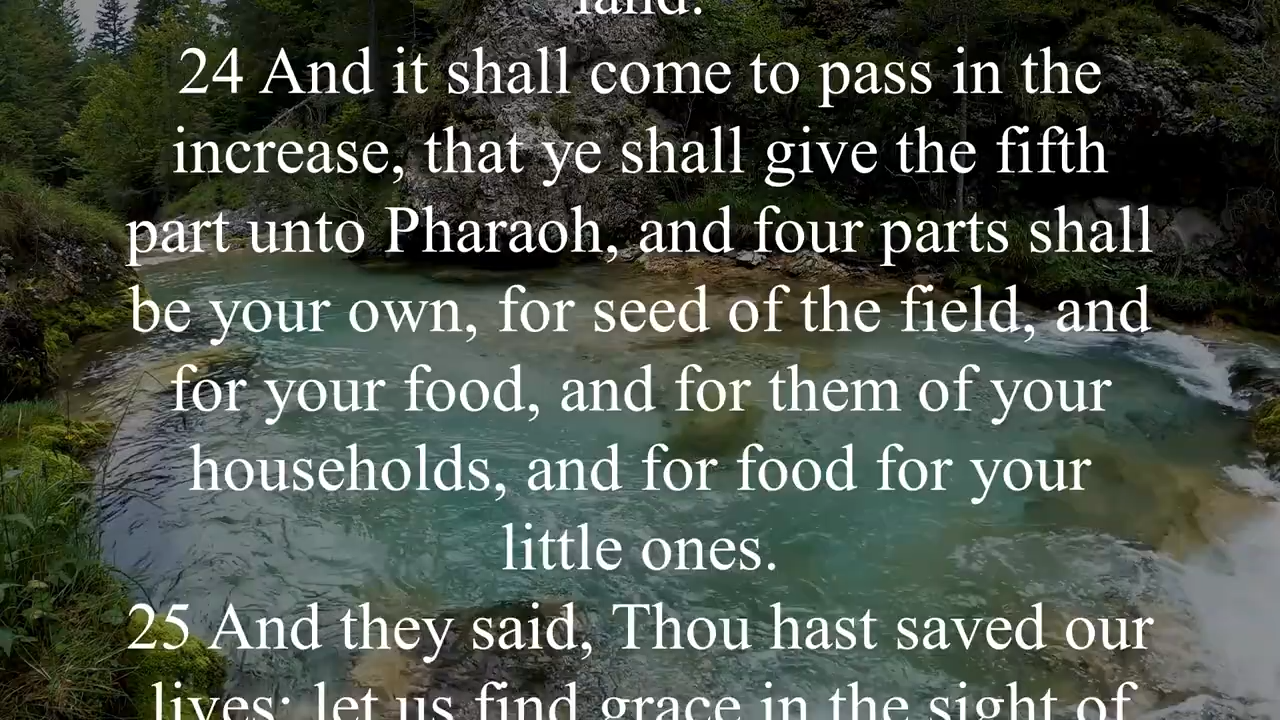 land.
24 And it shall come to pass in the
increase, that ye shall give the fifth
part unto Pharaoh, and four parts shall
be your own, for seed of the field, and
for your food, and for them of your
households, and for food for your
little ones.
25 And they said, Thou hast saved our
lives: let us find grace in the sight of